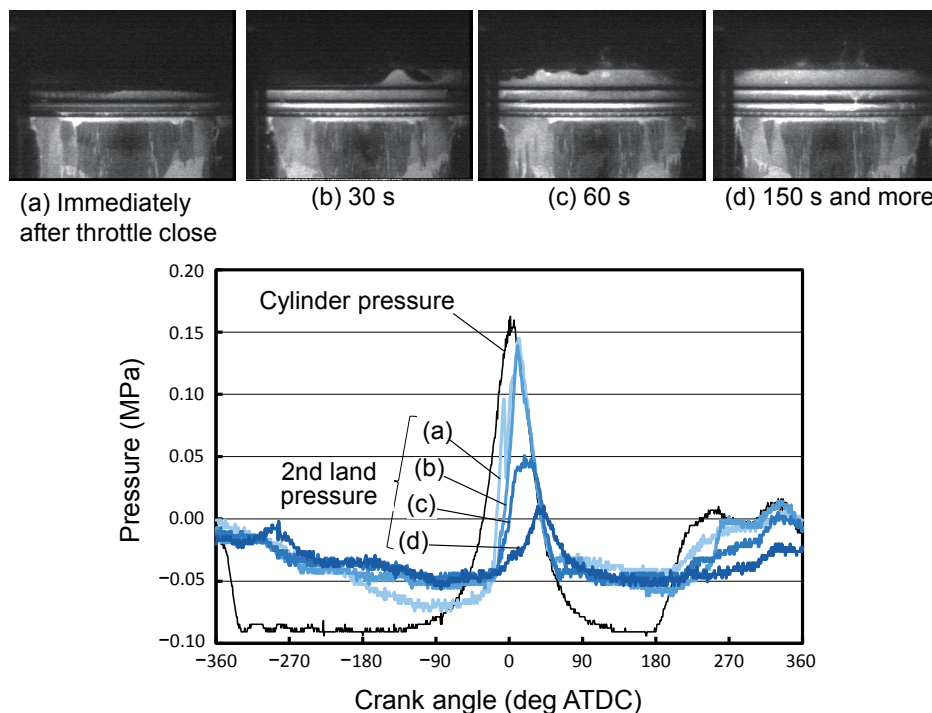 (a) Immediately
after throttle close
(b) 30 s
(c) 60 s
(d) 150 s and more
Pressure (MPa)
0.20
0.15
0.10
0.05
0.00
−0.05
−0.10
Cylinder pressure
2nd land
pressure
(a)
(b)
(c)
(d)
−360
−270
−180
−90
0
90
180
270
360
Crank angle (deg ATDC)